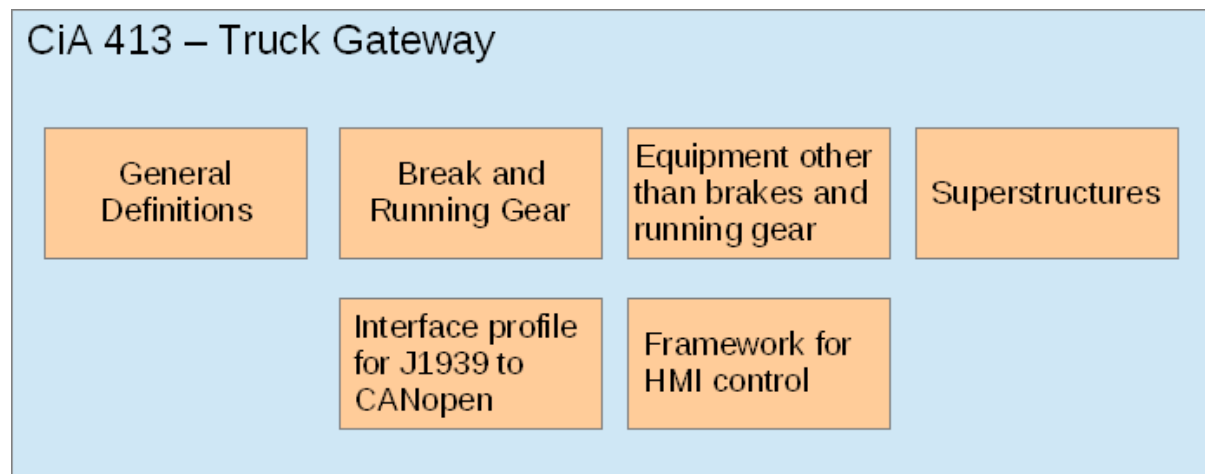 CiA 413 – Truck Gateway
General
Definitions
Break and
Running Gear
Equipment other
than brakes and
running gear
Superstructures
Interface profile
for J1939 to
CANopen
Framework for
HMI control